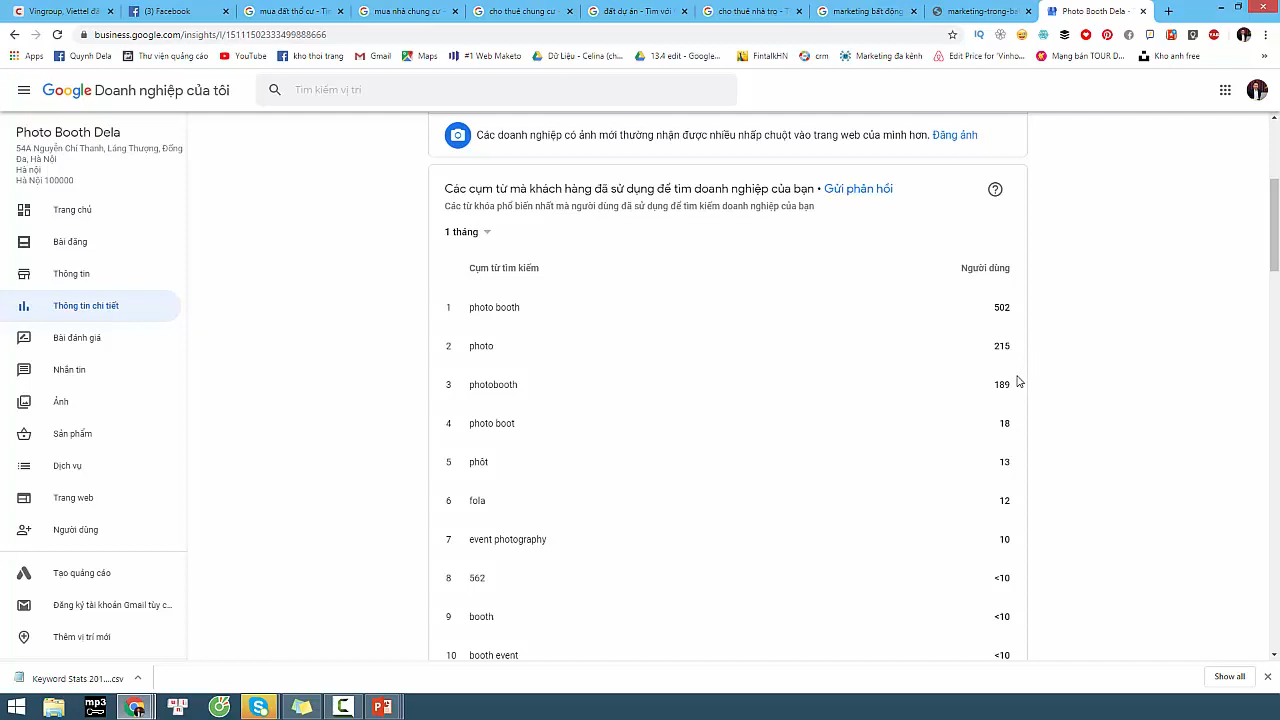 Vingroup, Viettel đã
(3) Facebook
mua đất thổ cư - Tìm
mua nhà chung cư -
cho thuê chung cư -
đất dự án - Tìm với
cho thuê nhà trọ - T
marketing bất động
marketing-trong-ba
Photo Booth Dela -
business.google.com/insights/l/15111502333499888666
Apps
Quynh Dela
Thư viện quảng cáo
YouTube
kho thoi tran
Gmail
Maps
#1 Web Maketo
Dữ Liệu - Celina (ch...
13.4 edit - Google...
FintalkHN
crm
Marketing đa kênh
Edit Price for 'Vinho...
Mạng bán TOUR D...
Kho anh free
»
Google Doanh nghiệp của tôi
Tìm kiếm vị trí
Photo Booth Dela
54A Nguyễn Chí Thanh, Láng Thượng, Đống
Đa, Hà Nôi
Hà nội
Hà Nội 100000
Trang chủ
Bài đăng
Thông tin
Thông tin chi tiết
Bài đánh giá
Nhắn tin
Ảnh
Sản phẩm
Dịch vụ
Trang web
Người dùng
Tạo quảng cáo
Đăng ký tài khoản Gmail tùy c...
Thêm vị trí mới
Các doanh nghiệp có ảnh mới thường nhận được nhiều nhấp chuột vào trang web của mình hơn. Đăng ảnh
Các cụm từ mà khách hàng đã sử dụng để tìm doanh nghiệp của bạn • Gửi phản hồi
Các từ khóa phổ biến nhất mà người dùng đã sử dụng để tìm kiếm doanh nghiệp của bạn
1 tháng
Cụm từ tìm kiếm Người dùng
1 photo booth 502
2 photo 215
3 photobooth 189
4 photo boot 18
5 phôt 13
6 fola 12
7 event photography 10
8 562 <10
9 booth <10
10 booth event <10
Keyword Stats 201....csv
Show all
mp3